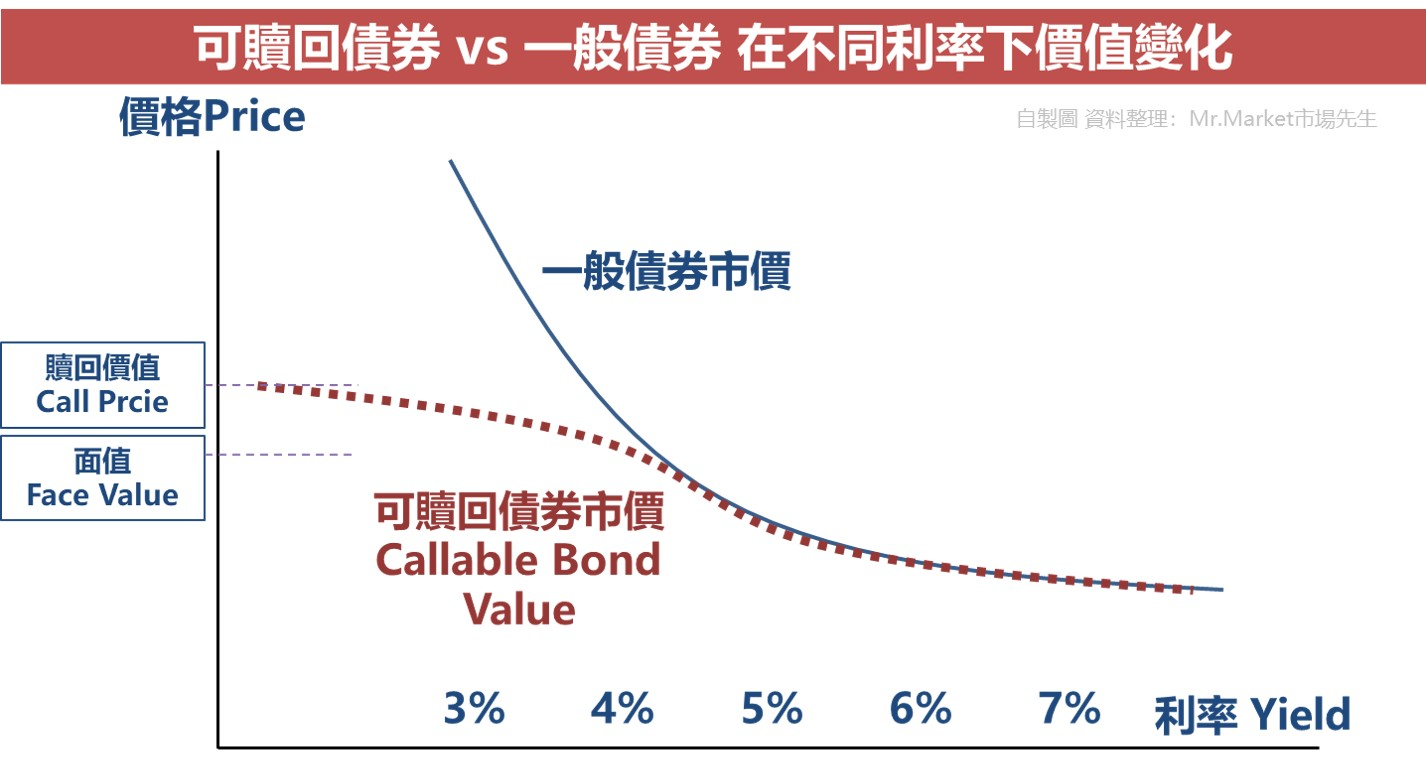 可贖回債券 vs 一般債券 在不同利率下價值變化
價格Price
自製圖 資料整理：Mr.Market市場先生
一般債券市價
贖回價值
Call Prcie
面值
Face Value
可贖回債券市價
Callable Bond
Value
3% 4% 5% 6% 7% 利率 Yield